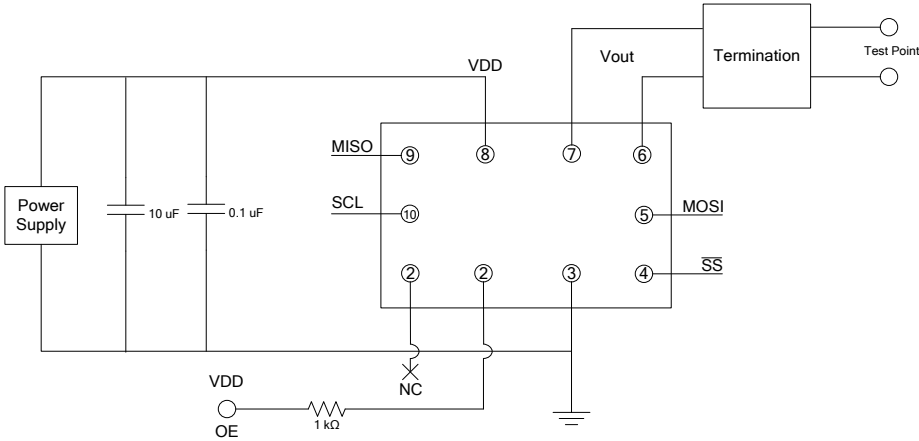 Termination
Test Point
Vout
VDD
MISO
9
8
7
6
Power
Supply
10 uF
0.1 uF
SCL
10
5
MOSI
2
2
3
4
SS
NC
VDD
OE
1 kΩ